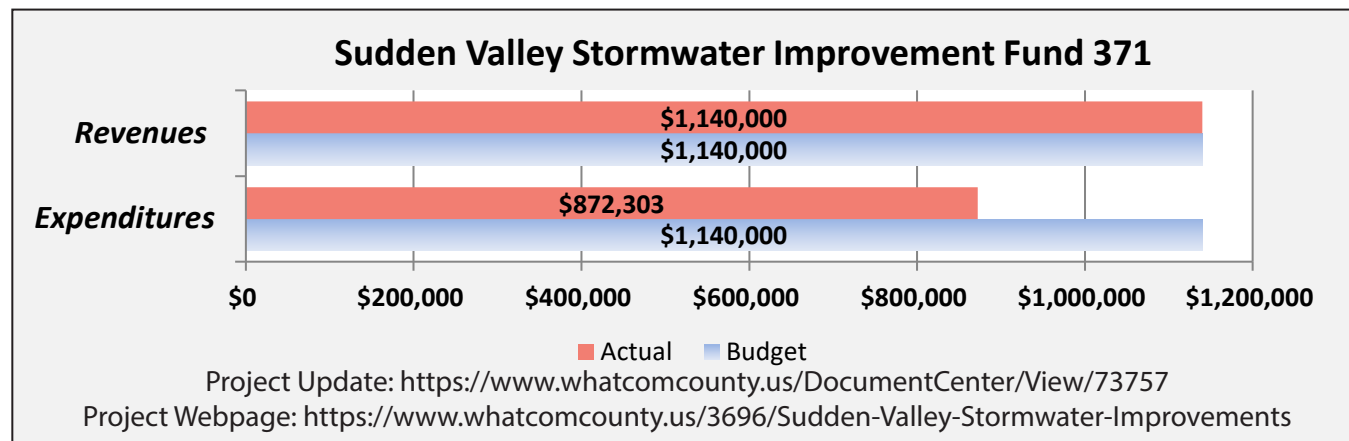 Sudden Valley Stormwater Improvement Fund 371
Revenues
$1,140,000
$1,140,000
Expenditures
$872,303
$1,140,000
$0 $200,000 $400,000 $600,000 $800,000 $1,000,000 $1,200,000
Actual Budget
Project Update: https://www.whatcomcounty.us/DocumentCenter/View/73757
Project Webpage: https://www.whatcomcounty.us/3696/Sudden-Valley-Stormwater-Improvements